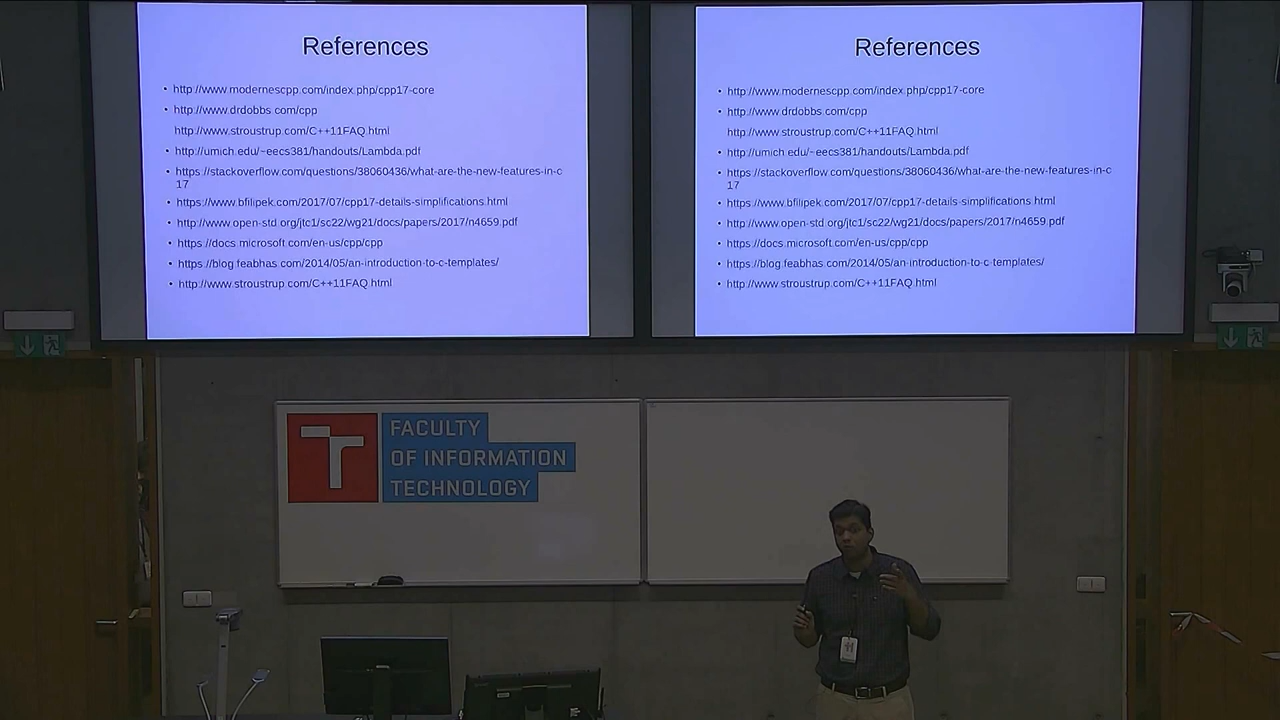 References
• http://www.modernescpp.com/index.php/cpp17-core
• http://www.drdobbs.com/cpp
http://www.stroustrup.com/C++11FAQ.html
• http://umich.edu/~eecs381/handouts/Lambda.pdf
• https://stackoverflow.com/questions/38060436/what-are-the-new-features-in-c
17
• https://www.bfilipek.com/2017/07/cpp17-details-simplifications.html
• http://www.open-std.org/jtc1/sc22/wg21/docs/papers/2017/n4659.pdf
• https://docs.microsoft.com/en-us/cpp/cpp
• https://blog.feabhas.com/2014/05/an-introduction-to-c-templates/
• http://www.stroustrup.com/C++11FAQ.html
References
• http://www.modernescpp.com/index.php/cpp17-core
• http://www.drdobbs.com/cpp
http://www.stroustrup.com/C++11FAQ.html
• http://umich.edu/~eecs381/handouts/Lambda.pdf
• https://stackoverflow.com/questions/38060436/what-are-the-new-features-in-c
17
• https://www.bfilipek.com/2017/07/cpp17-details-simplifications.html
• http://www.open-std.org/jtc1/sc22/wg21/docs/papers/2017/n4659.pdf
• https://docs.microsoft.com/en-us/cpp/cpp
• https://blog.feabhas.com/2014/05/an-introduction-to-c-templates/
• http://www.stroustrup.com/C++11FAQ.html
T
FACULTY
OF INFORMATION
TECHNOLOGY